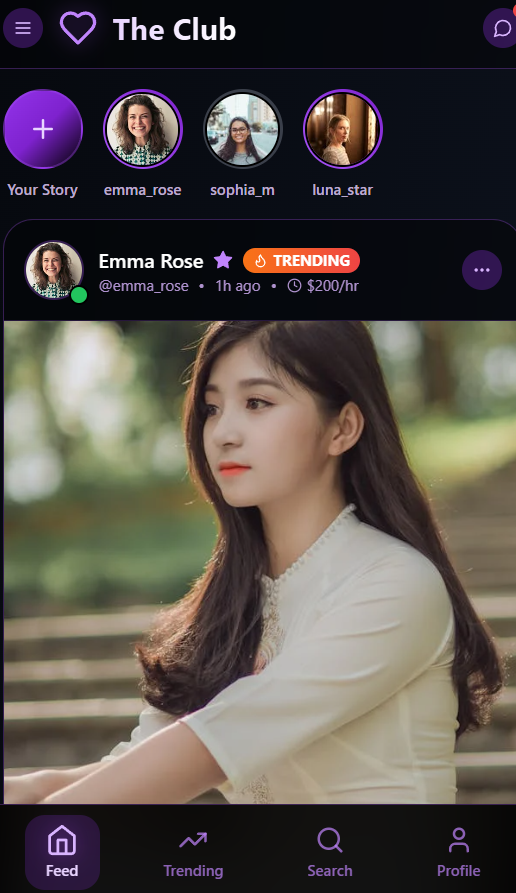 The Club
Your Story
emma_rose
sophia_m
luna_star
Emma Rose TRENDING
@emma_rose • 1h ago • $200/hr
Feed
Trending
Search
Profile